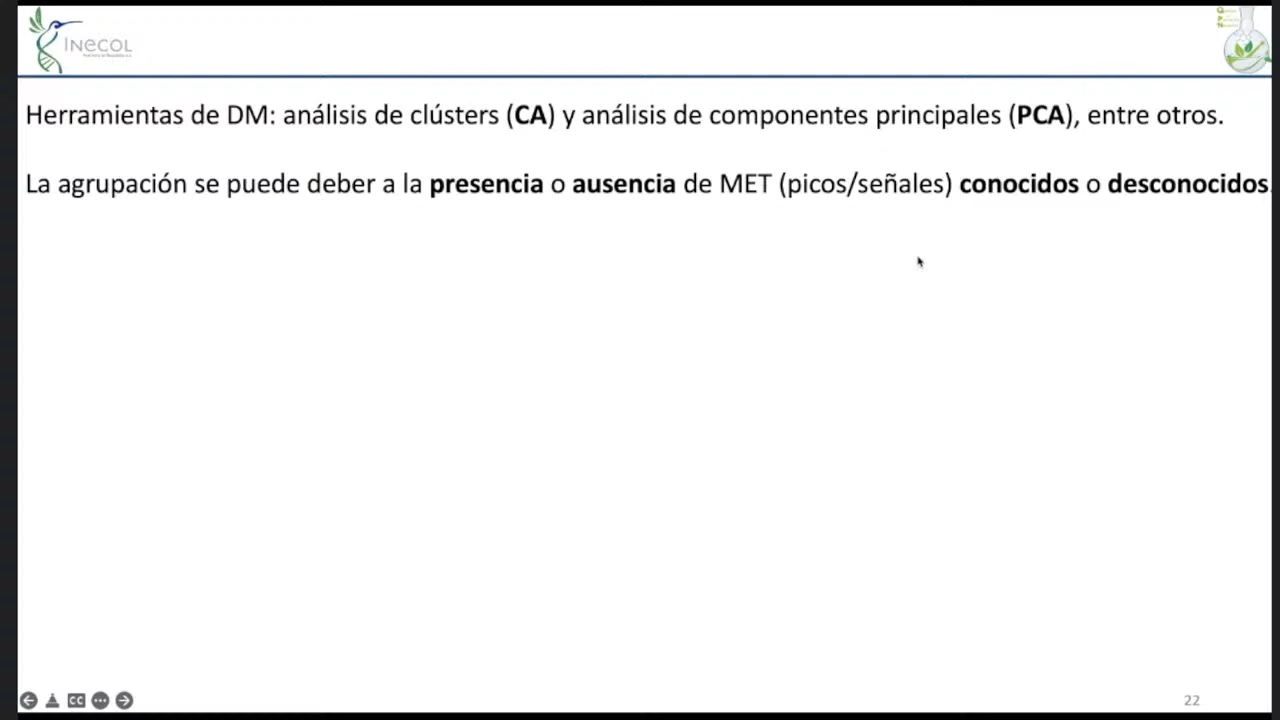 INECOL
Herramientas de DM: análisis de clústers (CA) y análisis de componentes principales (PCA), entre otros.
La agrupación se puede deber a la presencia o ausencia de MET (picos/señales) conocidos o desconocidos.
CC
22